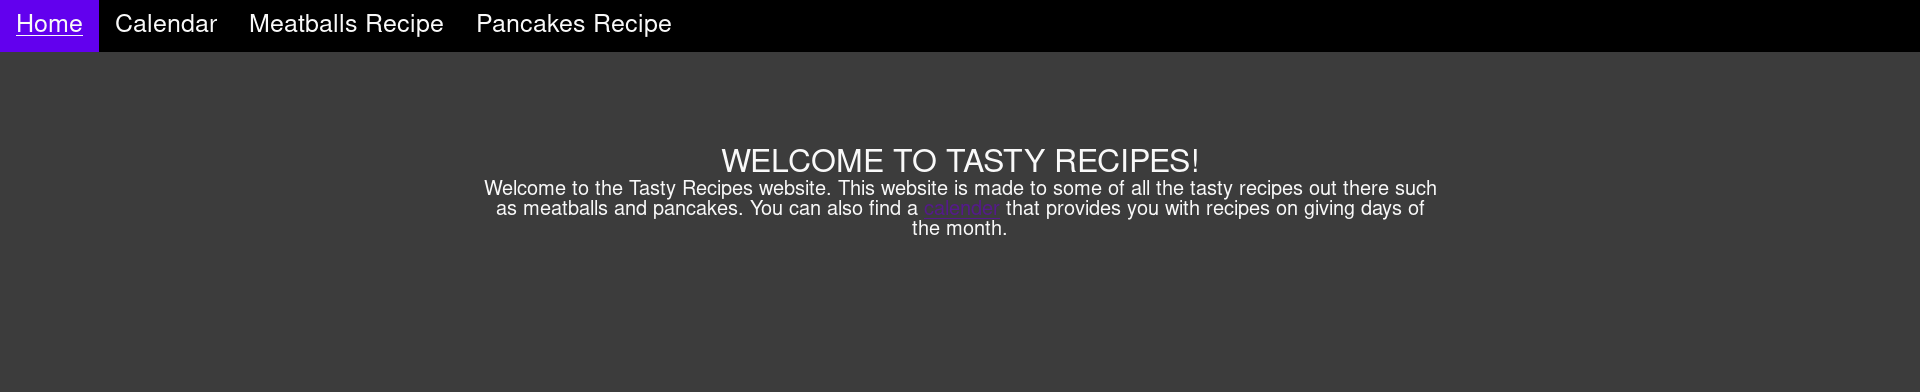 Home Calendar Meatballs Recipe Pancakes Recipe
WELCOME TO TASTY RECIPES!
Welcome to the Tasty Recipes website. This website is made to some of all the tasty recipes out there such
as meatballs and pancakes. You can also find a calendar that provides you with recipes on giving days of
the month.